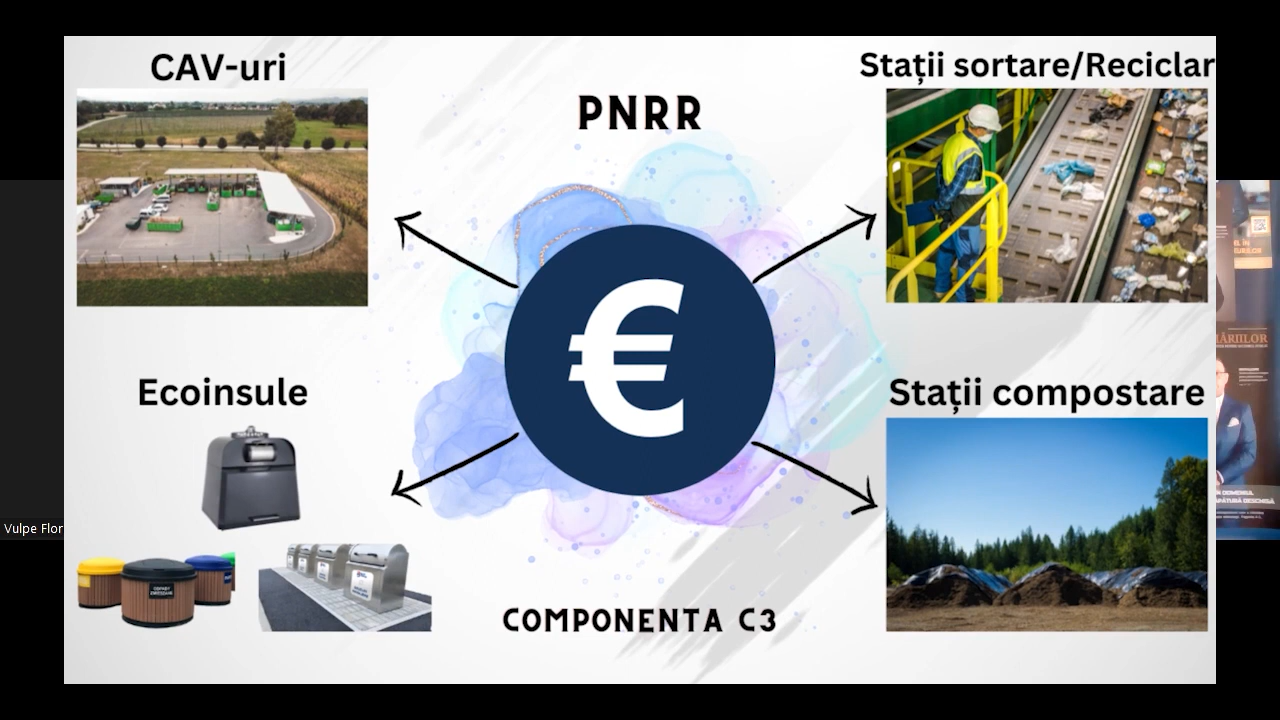 CAV-uri
PNRR
Stații sortare/Reciclar
€
Ecoinsule
Stații compostare
COMPONENTA C3
Vulpe Flor